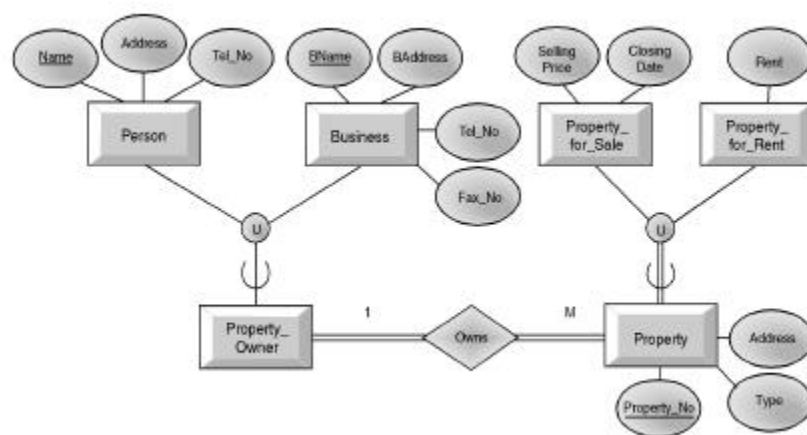 Name
Address
Tel_No
BName
BAddress
Selling
Price
Closing
Date
Rent
Person
Business
Tel_No
Property_
for_Sale
Property_
for_Rent
Fax_No
U
U
Property_
Owner
1
Owns
M
Property
Address
Type
Property_No